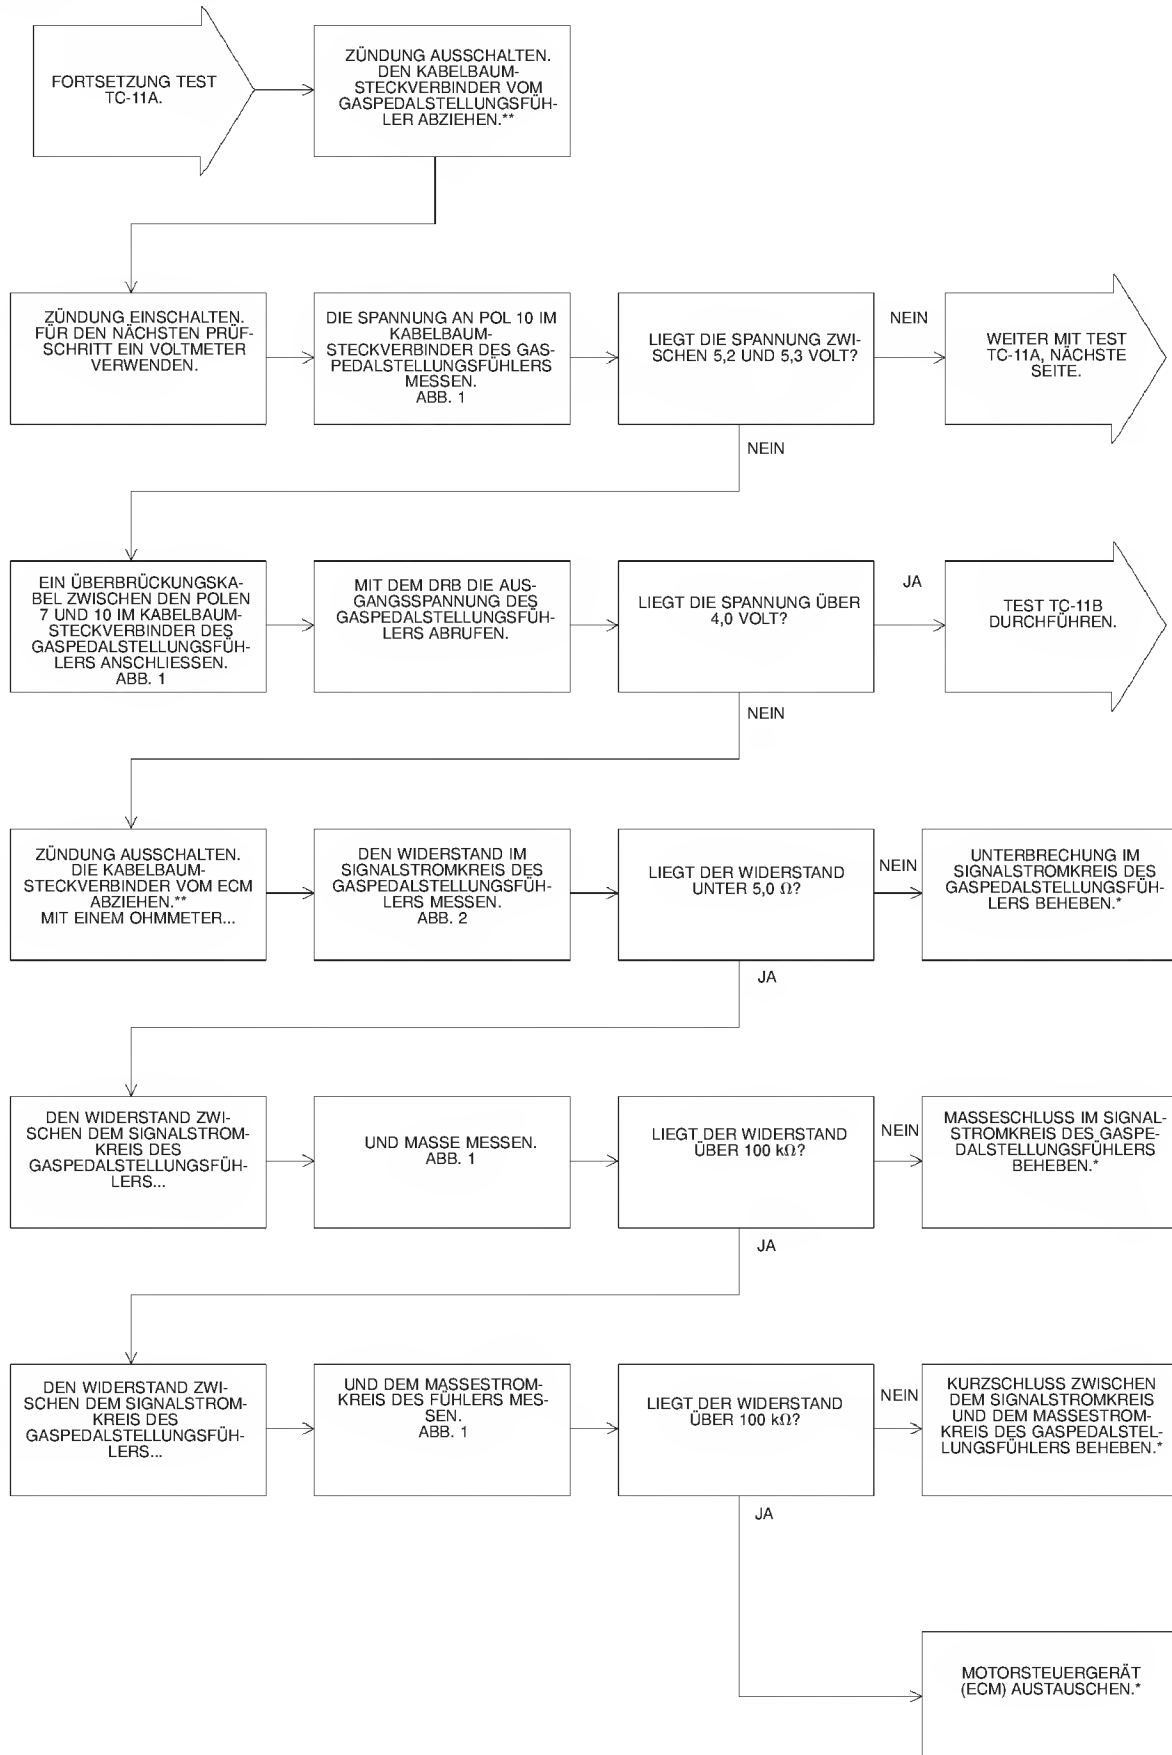 FORTSETZUNG TEST
TC-11A.
ZÜNDUNG AUSSCHALTEN.
DEN KABELBAUM-
STECKVERBINDER VOM
GASPEDALSTELLUNGSFÜH-
LER ABZIEHEN.**
ZÜNDUNG EINSCHALTEN.
FÜR DEN NÄCHSTEN PRÜF-
SCHRITT EIN VOLTMETER
VERWENDEN.
DIE SPANNUNG AN POL 10 IM
KABELBAUM-
STECKVERBINDER DES GAS-
PEDALSTELLUNGSFÜHLERS
MESSEN.
ABB. 1
LIEGT DIE SPANNUNG ZWI-
SCHEN 5,2 UND 5,3 VOLT?
NEIN
WEITER MIT TEST
TC-11A, NÄCHSTE
SEITE.
NEIN
EIN ÜBERBRÜCKUNGSKA-
BEL ZWISCHEN DEN POLEN
7 UND 10 IM KABELBAUM-
STECKVERBINDER DES
GASPEDALSTELLUNGSFÜH-
LERS ANSCHLIESSEN.
ABB. 1
MIT DEM DRB DIE AUS-
GANGSSPANNUNG DES
GASPEDALSTELLUNGSFÜH-
LERS ABRUFEN.
LIEGT DIE SPANNUNG ÜBER
4,0 VOLT?
JA
TEST TC-11B
DURCHFÜHREN.
NEIN
ZÜNDUNG AUSSCHALTEN.
DIE KABELBAUM-
STECKVERBINDER VOM ECM
ABZIEHEN.**
MIT EINEM OHMMETER...
DEN WIDERSTAND IM
SIGNALSTROMKREIS DES
GASPEDALSTELLUNGSFÜH-
LERS MESSEN.
ABB. 2
LIEGT DER WIDERSTAND
UNTER 5,0 Ω?
NEIN
UNTERBRECHUNG IM
SIGNALSTROMKREIS DES
GASPEDALSTELLUNGSFÜH-
LERS BEHEBEN.*
JA
DEN WIDERSTAND ZWI-
SCHEN DEM SIGNALSTROM-
KREIS DES
GASPEDALSTELLUNGSFÜH-
LERS...
UND MASSE MESSEN.
ABB. 1
LIEGT DER WIDERSTAND
ÜBER 100 kΩ?
NEIN
MASSESCHLUSS IM SIGNAL-
STROMKREIS DES GASPE-
DALSTELLUNGSFÜHLERS
BEHEBEN.*
JA
DEN WIDERSTAND ZWI-
SCHEN DEM SIGNALSTROM-
KREIS DES
GASPEDALSTELLUNGSFÜH-
LERS...
UND DEM MASSESTROM-
KREIS DES FÜHLERS MES-
SEN.
ABB. 1
LIEGT DER WIDERSTAND
ÜBER 100 kΩ?
NEIN
KURZSCHLUSS ZWISCHEN
DEM SIGNALSTROMKREIS
UND DEM MASSESTROM-
KREIS DES GASPEDALSTEL-
LUNGSFÜHLERS BEHEBEN.*
JA
MOTORSTEUERGERÄT
(ECM) AUSTAUSCHEN.*